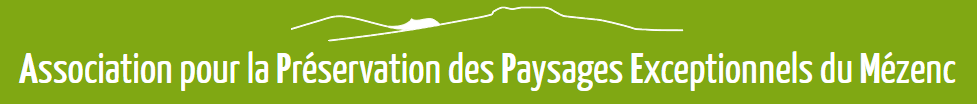 Association pour la Préservation des Paysages Exceptionnels du Mézenc